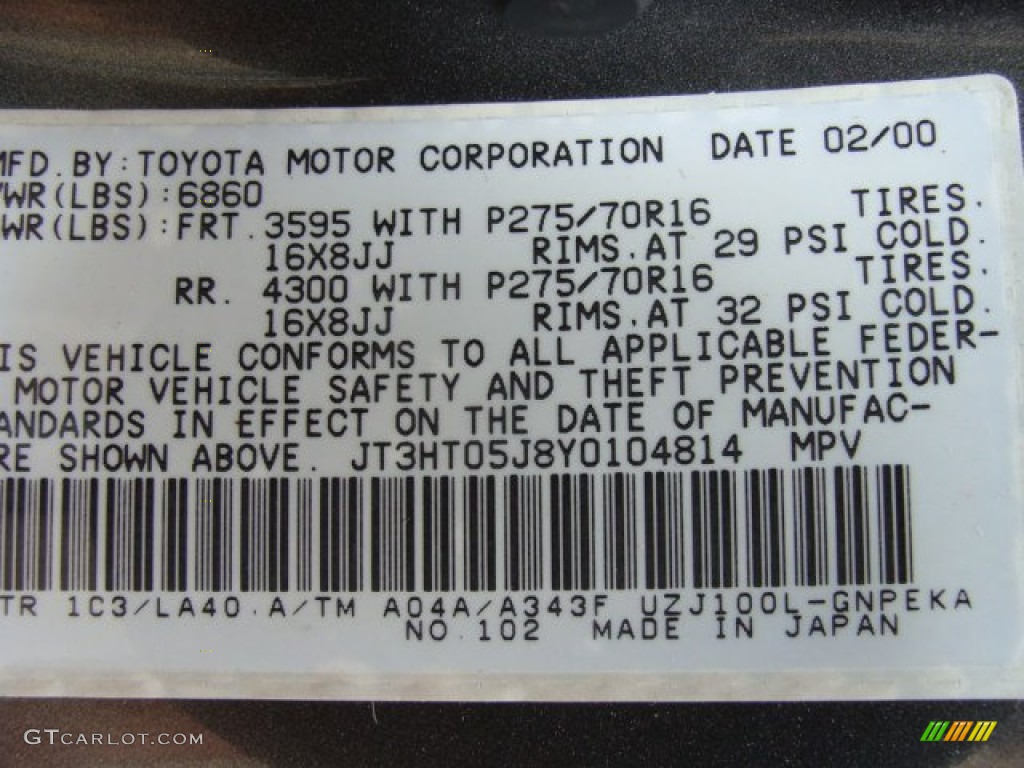 MFD. BY: TOYOTA MOTOR CORPORATION DATE 02/00
VWR(LBS):6860
WR(LBS):FRT. 3595 WITH P275/70R16 TIRES.
16X8JJ RIMS. AT 29 PSI COLD.
RR. 4300 WITH P275/70R16 TIRES.
16X8JJ RIMS. AT 32 PSI COLD.
IS VEHICLE CONFORMS TO ALL APPLICABLE FEDER-
MOTOR VEHICLE SAFETY AND THEFT PREVENTION
ANDARDS IN EFFECT ON THE DATE OF MANUFAC-
RE SHOWN ABOVE. JT3HT05J8Y0104814 MPV
TR 1C3/LA40 A/TM A04A/A343F UZJ100L-GNPEKA
NO. 102 MADE IN JAPAN
GTCARLOT.COM